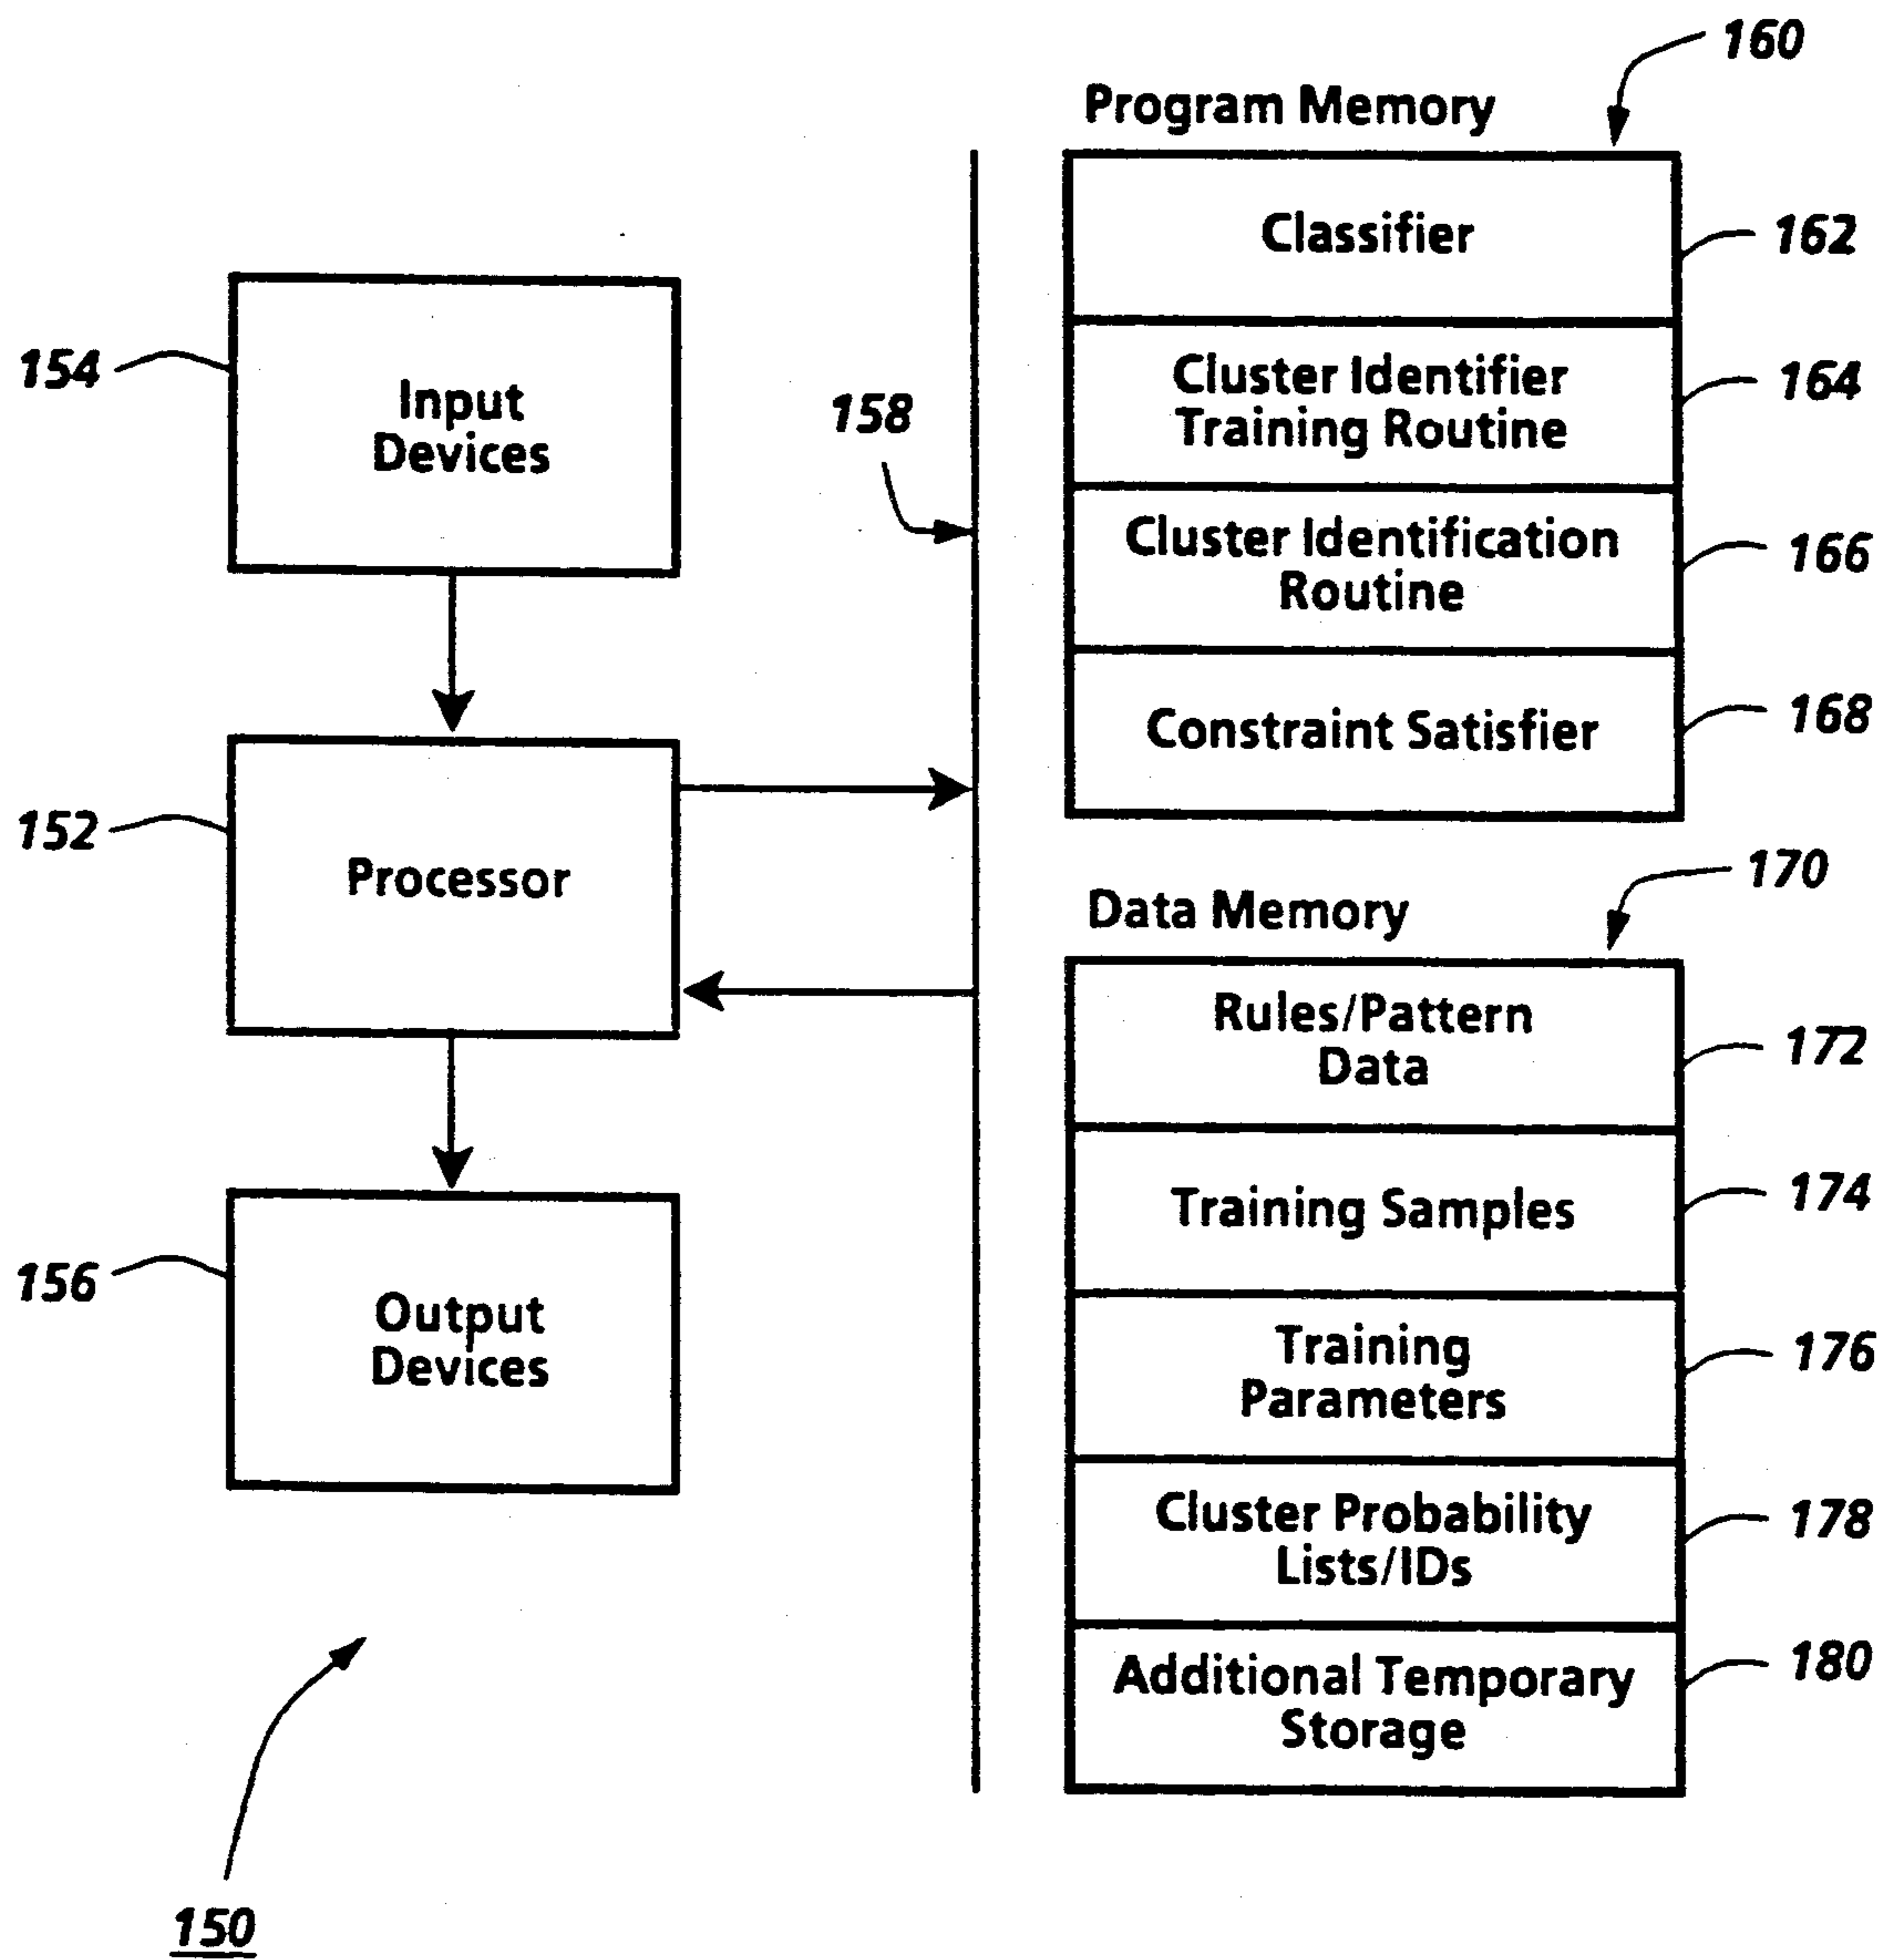 160
Program Memory
Classifier
162
154
Input
Devices
158
Cluster Identifier
Training Routine
164
Cluster Identification
Routine
166
Constraint Satisfier
168
152
Processor
170
Data Memory
Rules/Pattern
Data
172
Training Samples
174
156
Output
Devices
Training
Parameters
176
Cluster Probability
Lists/IDs
178
Additional Temporary
Storage
180
150